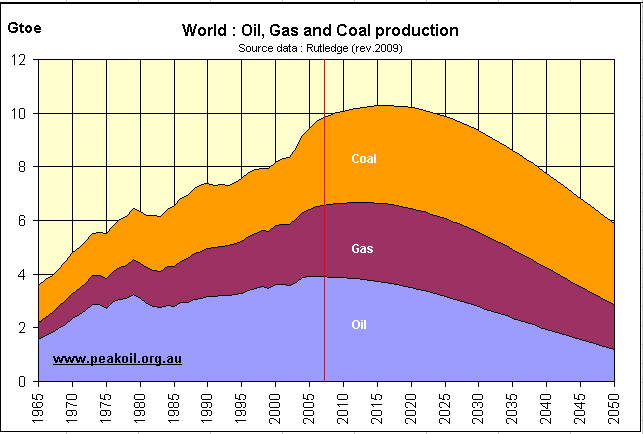 Gtoe
World : Oil, Gas and Coal production
Source data : Rutledge (rev.2009)
12
10
8
6
4
2
0
Coal
Gas
Oil
www.peakoil.org.au
1965 1970 1975 1980 1985 1990 1995 2000 2005 2010 2015 2020 2025 2030 2035 2040 2045 2050